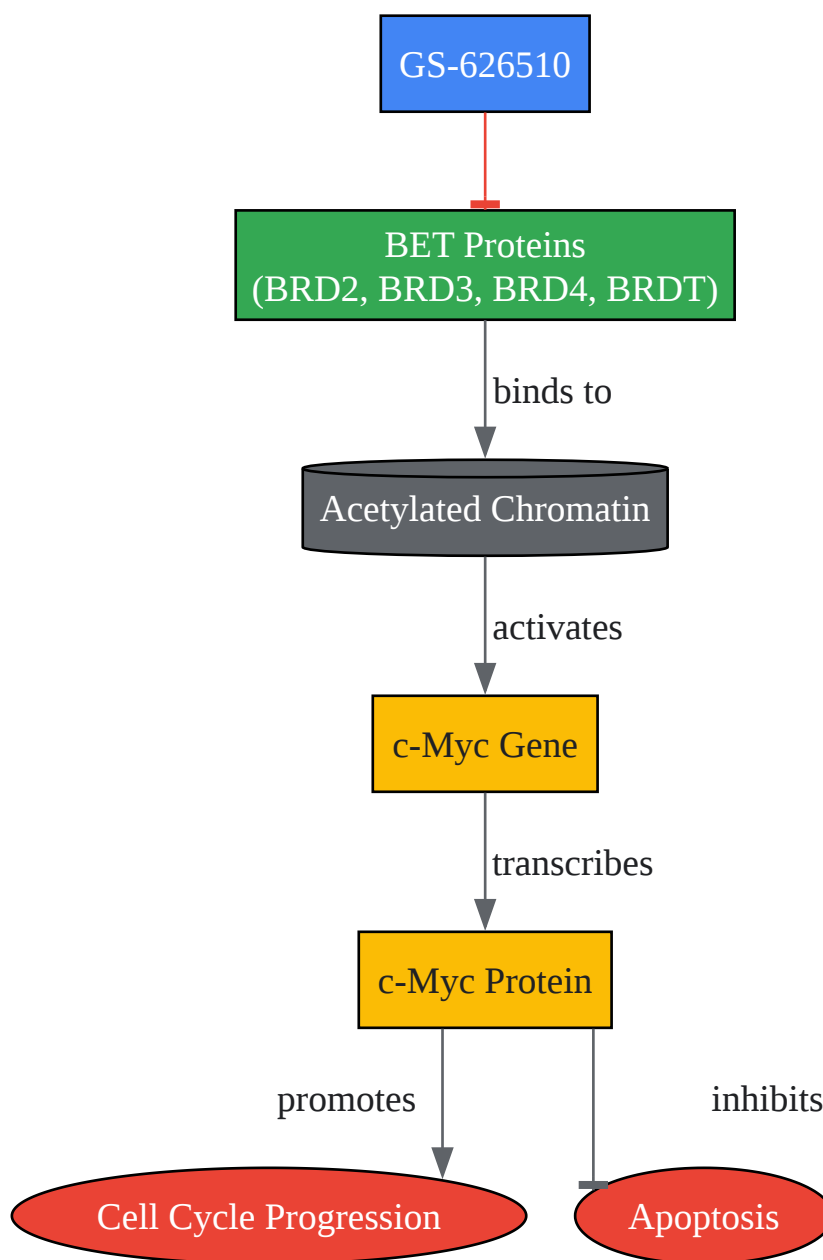 GS-626510
BET Proteins
(BRD2, BRD3, BRD4, BRDT)
binds to
Acetylated Chromatin
activates
c-Myc Gene
transcribes
c-Myc Protein
promotes
inhibits
Cell Cycle Progression
Apoptosis